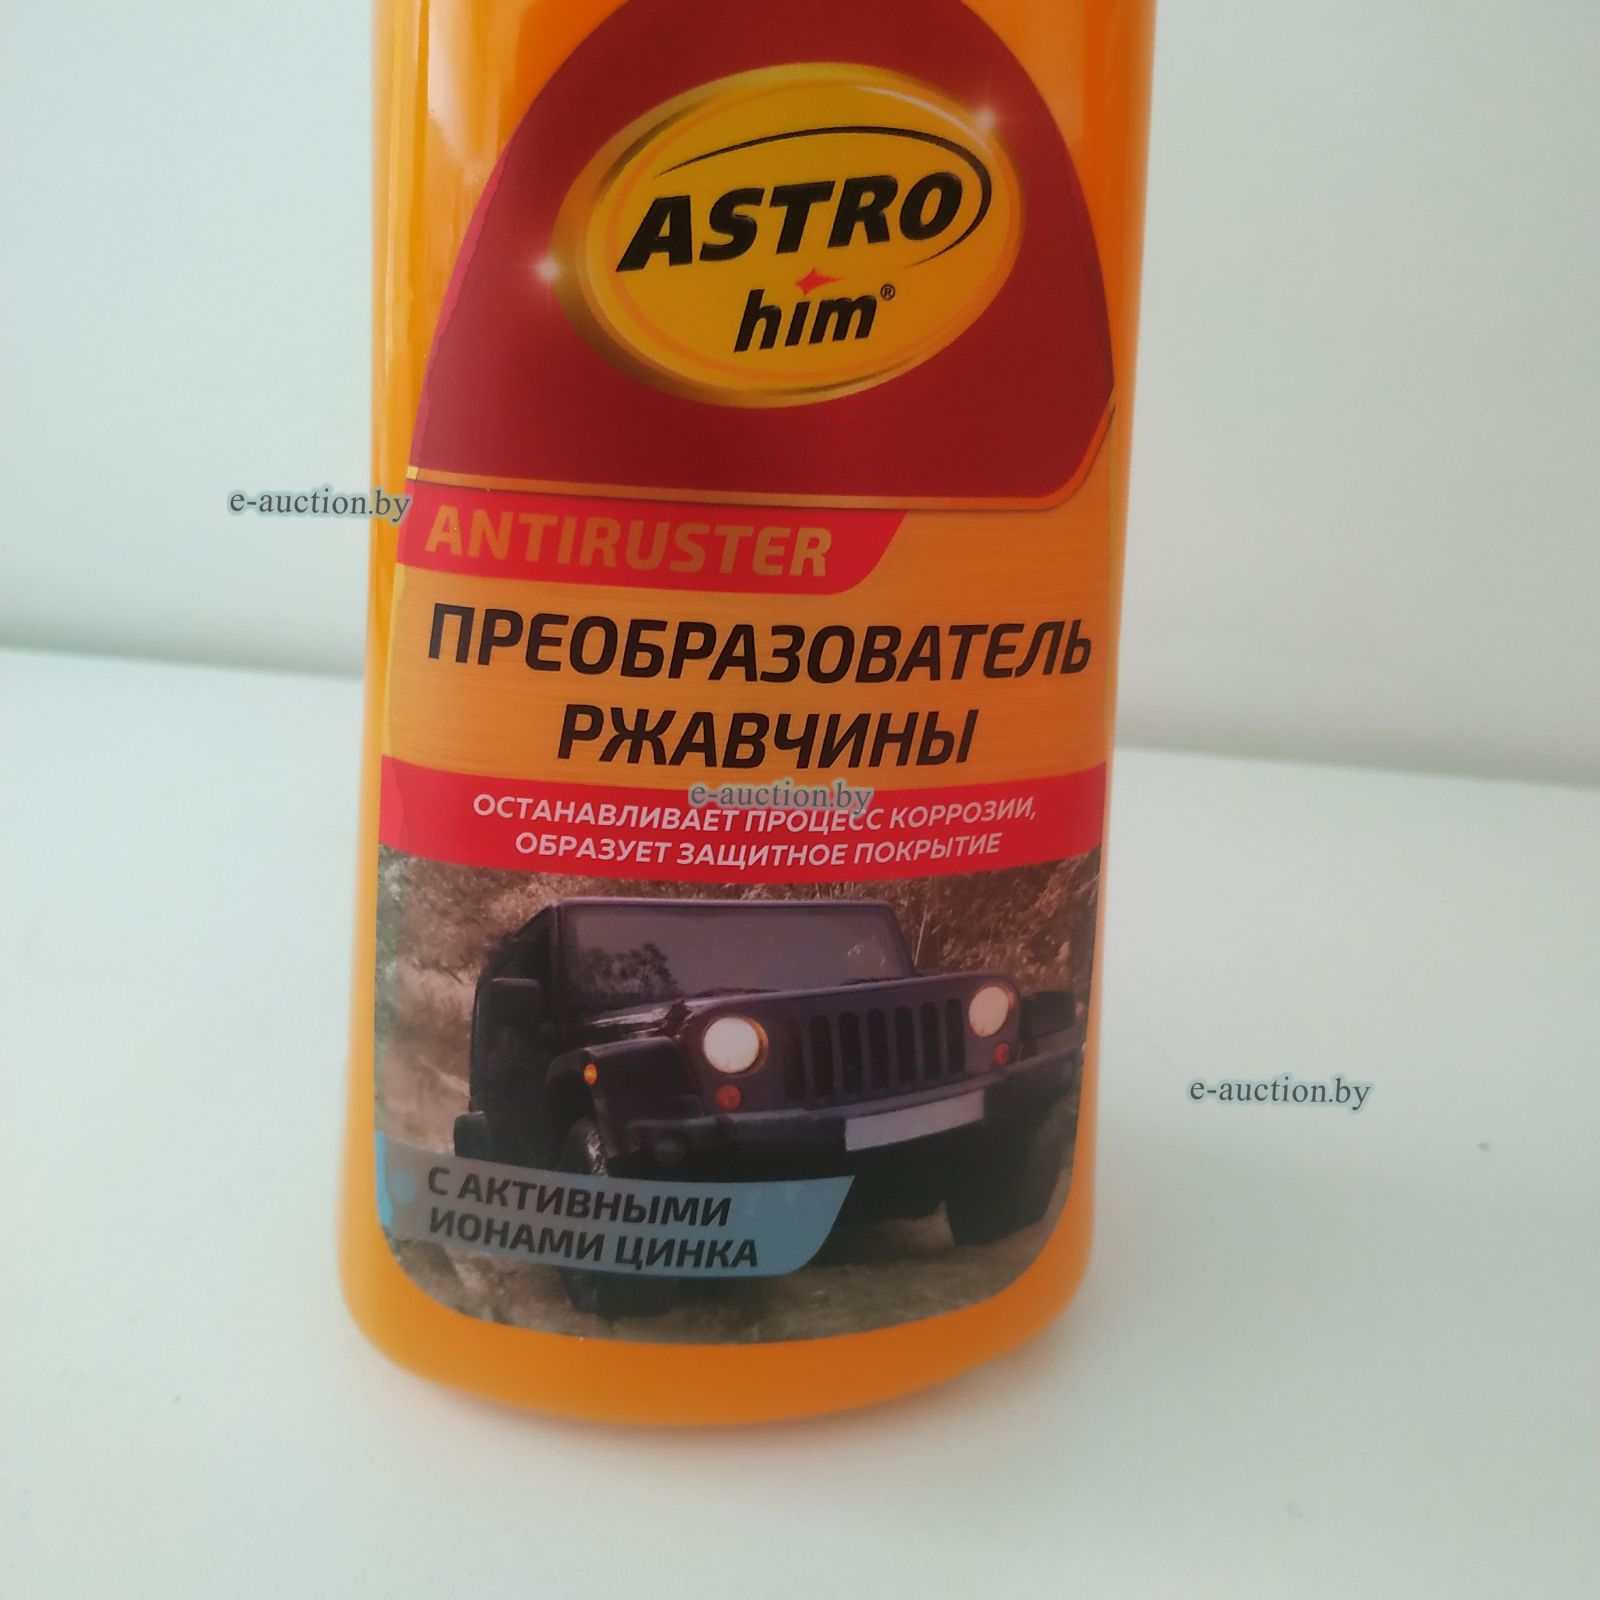 ASTRO
him®
e-auction.by
ANTIRUSTER
ПРЕОБРАЗОВАТЕЛЬ
РЖАВЧИНЫ
e-auction.by
ОСТАНАВЛИВАЕТ ПРОЦЕСС КОРРОЗИИ,
ОБРАЗУЕТ ЗАЩИТНОЕ ПОКРЫТИЕ
e-auction.by
С АКТИВНЫМИ
ИОНАМИ ЦИНКА